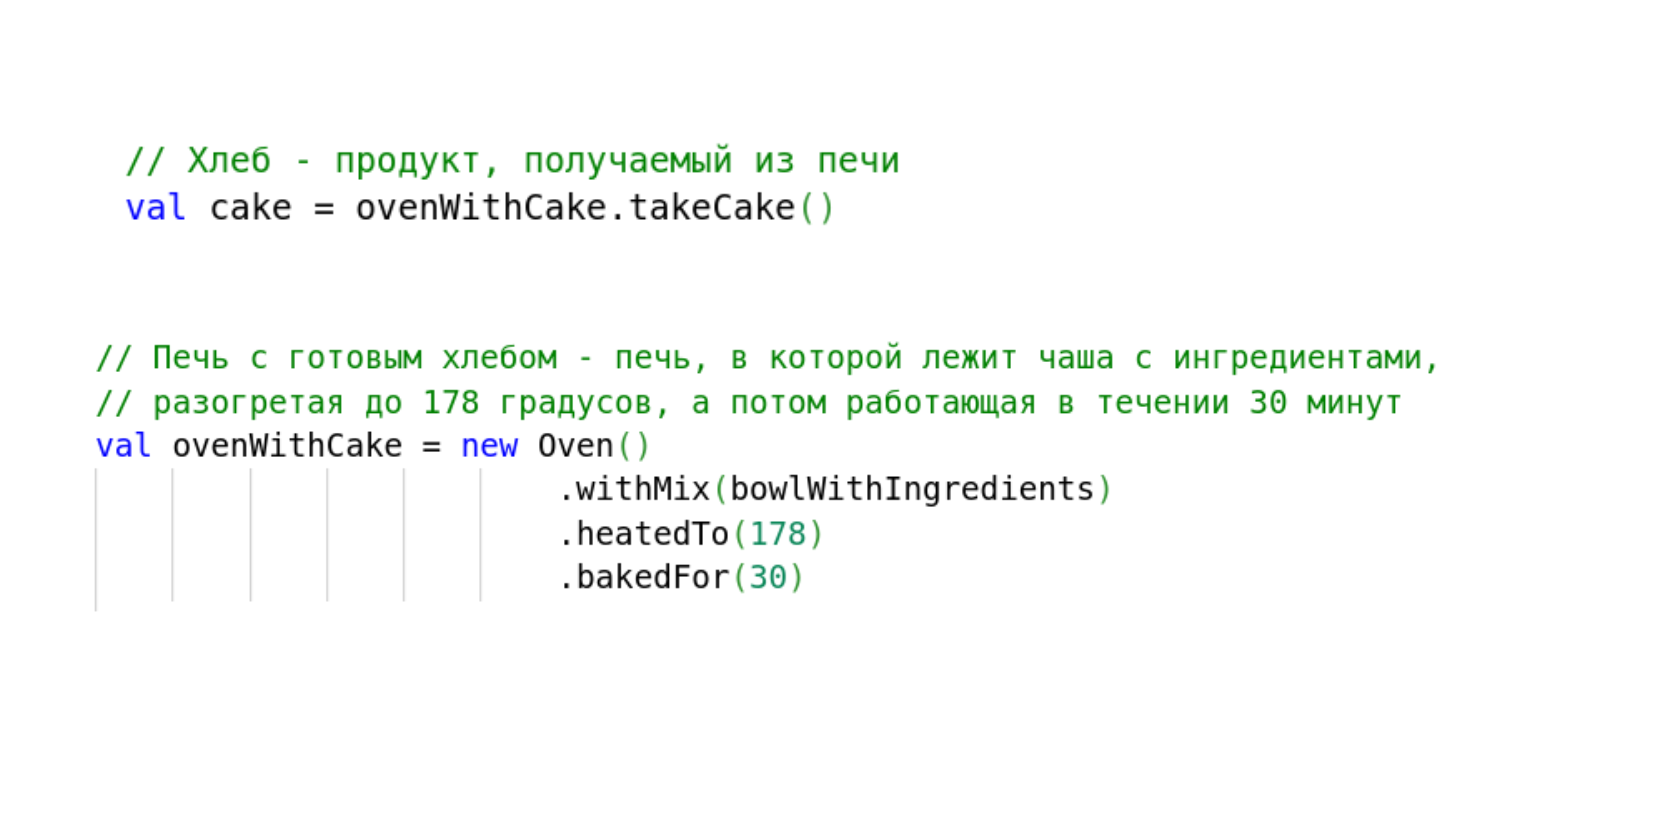 // Хлеб - продукт, получаемый из печи
val cake = ovenWithCake.takeCake()
// Печь с готовым хлебом - печь, в которой лежит чаша с ингредиентами,
// разогретая до 178 градусов, а потом работающая в течении 30 минут
val ovenWithCake = new Oven()
.withMix(bowlWithIngredients)
.heatedTo(178)
.bakedFor(30)